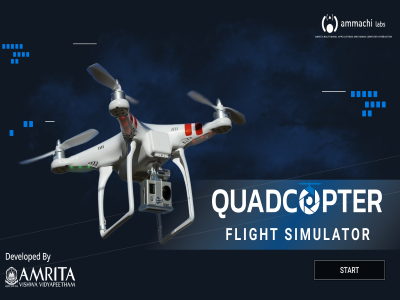 ammachi labs
QUADCOPTER
FLIGHT SIMULATOR
Developed By
AMRITA
VISHWA VIDYAPEETHAM
START